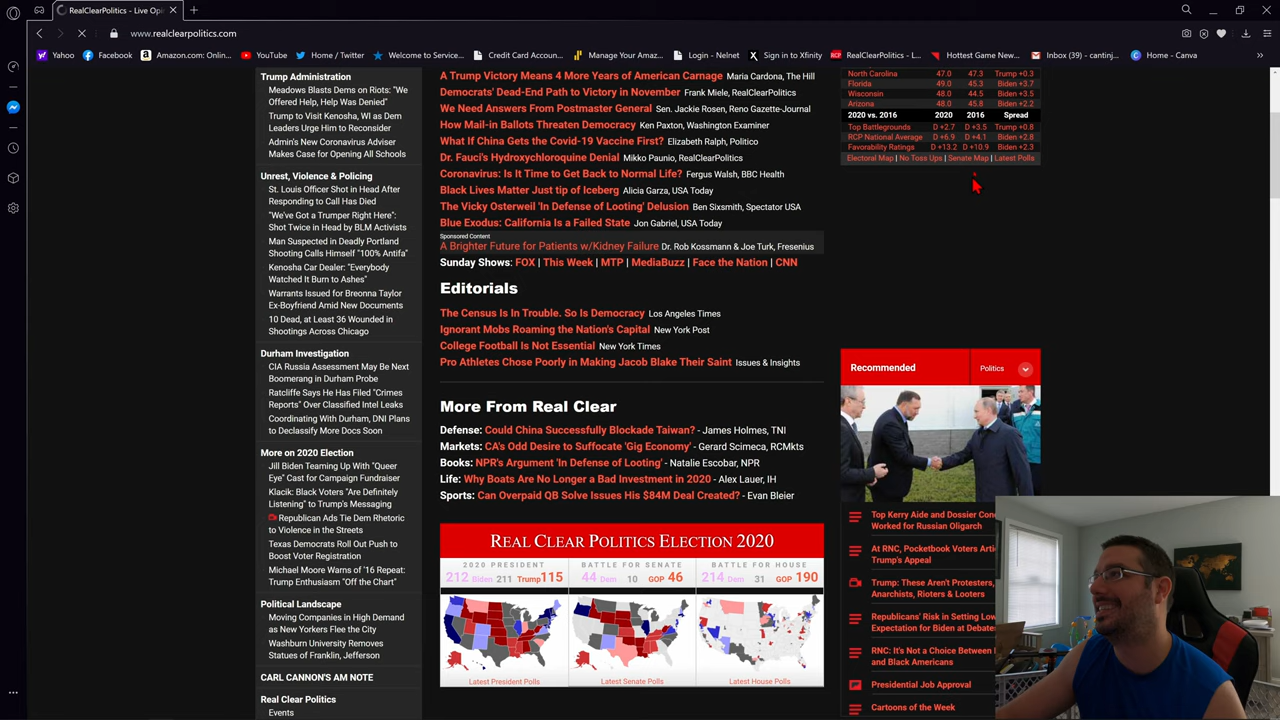 RealClearPolitics - Live Opi
www.realclearpolitics.com
Yahoo
Facebook
Amazon.com: Onlin...
YouTube
Home / Twitter
Welcome to Service...
Credit Card Accoun...
Manage Your Amaz...
Login - Nelnet
Sign in to Xfinity
RealClearPolitics - L...
Hottest Game New...
Inbox (39) - cantinj...
Home - Canva
Trump Administration
Meadows Blasts Dems on Riots: "We
Offered Help, Help Was Denied"
Trump to Visit Kenosha, WI as Dem
Leaders Urge Him to Reconsider
Admin's New Coronavirus Adviser
Makes Case for Opening All Schools
Unrest, Violence & Policing
St. Louis Officer Shot in Head After
Responding to Call Has Died
"We've Got a Trumper Right Here":
Shot Twice in Head by BLM Activists
Man Suspected in Deadly Portland
Shooting Calls Himself "100% Antifa"
Kenosha Car Dealer: "Everybody
Watched It Burn to Ashes"
Warrants Issued for Breonna Taylor
Ex-Boyfriend Amid New Documents
10 Dead, at Least 36 Wounded in
Shootings Across Chicago
Durham Investigation
CIA Russia Assessment May Be Next
Boomerang in Durham Probe
Ratcliffe Says He Has Filed "Crimes
Reports" Over Classified Intel Leaks
Coordinating With Durham, DNI Plans
to Declassify More Docs Soon
More on 2020 Election
Jill Biden Teaming Up With "Queer
Eye" Cast for Campaign Fundraiser
Klacik: Black Voters "Are Definitely
Listening" to Trump's Messaging
Republican Ads Tie Dem Rhetoric
to Violence in the Streets
Texas Democrats Roll Out Push to
Boost Voter Registration
Michael Moore Warns of '16 Repeat:
Trump Enthusiasm "Off the Chart"
Political Landscape
Moving Companies in High Demand
as New Yorkers Flee the City
Washburn University Removes
Statues of Franklin, Jefferson
CARL CANNON'S AM NOTE
Real Clear Politics
Events
A Trump Victory Means 4 More Years of American Carnage Maria Cardona, The Hill
Democrats' Dead-End Path to Victory in November Frank Miele, RealClearPolitics
We Need Answers From Postmaster General Sen. Jackie Rosen, Reno Gazette-Journal
How Mail-in Ballots Threaten Democracy Ken Paxton, Washington Examiner
What If China Gets the Covid-19 Vaccine First? Elizabeth Ralph, Politico
Dr. Fauci's Hydroxychloroquine Denial Mikko Paunio, RealClearPolitics
Coronavirus: Is It Time to Get Back to Normal Life? Fergus Walsh, BBC Health
Black Lives Matter Just tip of Iceberg Alicia Garza, USA Today
The Vicky Osterweil 'In Defense of Looting' Delusion Ben Sixsmith, Spectator USA
Blue Exodus: California Is a Failed State Jon Gabriel, USA Today
Sponsored Content
A Brighter Future for Patients w/Kidney Failure Dr. Rob Kossmann & Joe Turk, Fresenius
Sunday Shows: FOX | This Week | MTP | MediaBuzz | Face the Nation | CNN
Editorials
The Census Is In Trouble. So Is Democracy Los Angeles Times
Ignorant Mobs Roaming the Nation's Capital New York Post
College Football Is Not Essential New York Times
Pro Athletes Chose Poorly in Making Jacob Blake Their Saint Issues & Insights
More From Real Clear
Defense: Could China Successfully Blockade Taiwan? - James Holmes, TNI
Markets: CA's Odd Desire to Suffocate 'Gig Economy' - Gerard Scimeca, RCMkts
Books: NPR's Argument 'In Defense of Looting' - Natalie Escobar, NPR
Life: Why Boats Are No Longer a Bad Investment in 2020 - Alex Lauer, IH
Sports: Can Overpaid QB Solve Issues His $84M Deal Created? - Evan Bleier
REAL CLEAR POLITICS ELECTION 2020
2020 PRESIDENT BATTLE FOR SENATE BATTLE FOR HOUSE
212 Biden 211 Trump 115 44 Dem 10 GOP 46 214 Dem 31 GOP 190
Latest President Polls Latest Senate Polls Latest House Polls
North Carolina 47.0 47.3 Trump +0.3
Florida 49.0 45.3 Biden +3.7
Wisconsin 48.0 44.5 Biden +3.5
Arizona 48.0 45.8 Biden +2.2
2020 vs. 2016 2020 2016 Spread
Top Battlegrounds D +2.7 D +3.5 Trump +0.8
RCP National Average D +6.9 D +4.1 Biden +2.8
Favorability Ratings D +13.2 D +10.9 Biden +2.3
Electoral Map | No Toss Ups | Senate Map | Latest Polls
Recommended Politics
Top Kerry Aide and Dossier Con
Worked for Russian Oligarch
At RNC, Pocketbook Voters Arti
Trump's Appeal
Trump: These Aren't Protesters,
Anarchists, Rioters & Looters
Republicans' Risk in Setting Low
Expectation for Biden at Debate
RNC: It's Not a Choice Between
and Black Americans
Presidential Job Approval
Cartoons of the Week